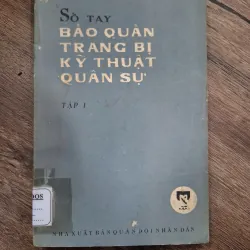 SỔ TAY
BẢO QUẢN
TRANG BỊ
KỸ THUẬT
QUÂN SỰ
TẬP I
NHÀ XUẤT BẢN QUÂN ĐỘI NHÂN DÂN